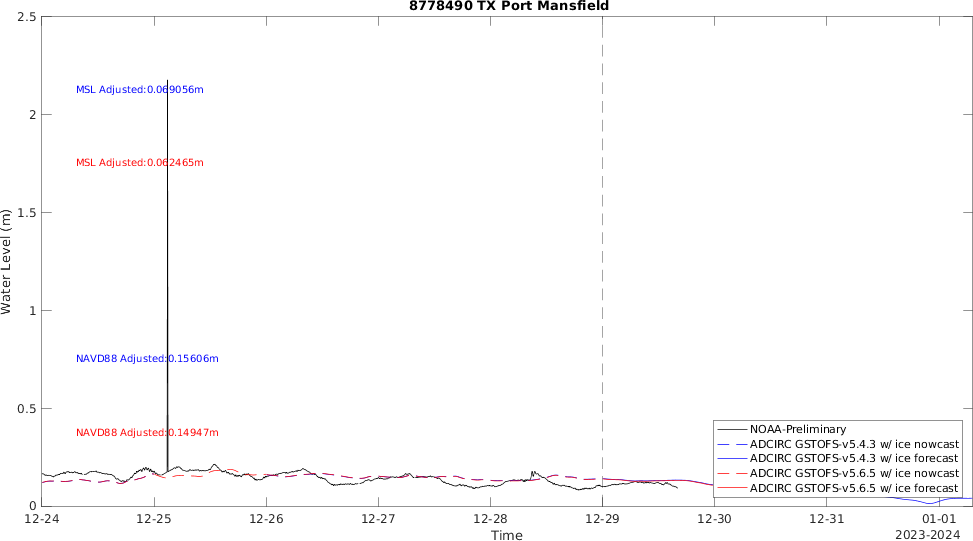 8778490 TX Port Mansfield
2.5
2
1.5
1
0.5
0
Water Level (m)
MSL Adjusted:0.069056m
MSL Adjusted:0.062465m
NAVD88 Adjusted:0.15606m
NAVD88 Adjusted:0.14947m
NOAA-Preliminary
ADCIRC GSTOFS-v5.4.3 w/ ice nowcast
ADCIRC GSTOFS-v5.4.3 w/ ice forecast
ADCIRC GSTOFS-v5.6.5 w/ ice nowcast
ADCIRC GSTOFS-v5.6.5 w/ ice forecast
12-24 12-25 12-26 12-27 12-28 12-29 12-30 12-31 01-01
Time
2023-2024